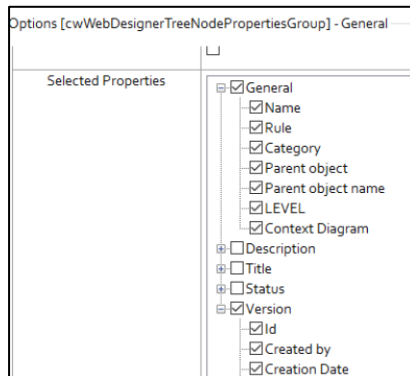 Options [cwWebDesignerTreeNodePropertiesGroup] - General
Selected Properties
General
Name
Rule
Category
Parent object
Parent object name
LEVEL
Context Diagram
Description
Title
Status
Version
Id
Created by
Creation Date